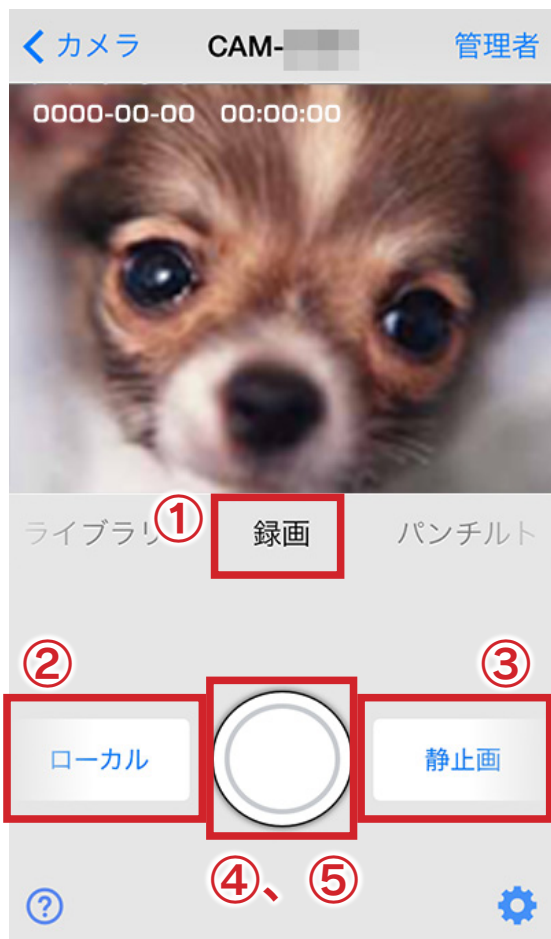 カメラ CAM- 管理者
0000-00-00 00:00:00
① 
ライブラリ 録画 パンチルト
② ③
ローカル 静止画
④、⑤
?